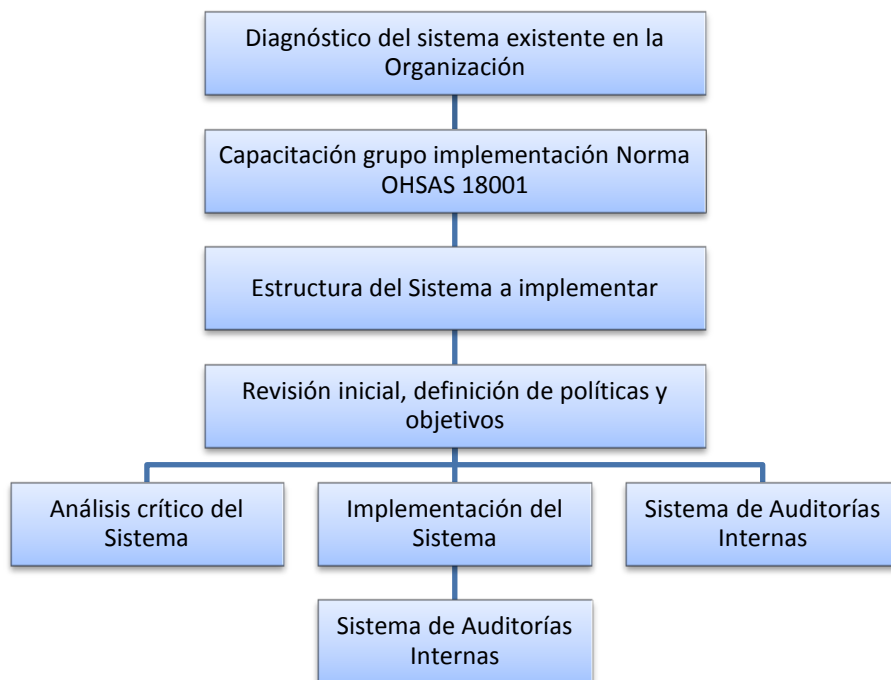 Diagnóstico del sistema existente en la
Organización
Capacitación grupo implementación Norma
OHSAS 18001
Estructura del Sistema a implementar
Revisión inicial, definición de políticas y
objetivos
Análisis crítico del
Sistema
Implementación del
Sistema
Sistema de Auditorías
Internas
Sistema de Auditorías
Internas